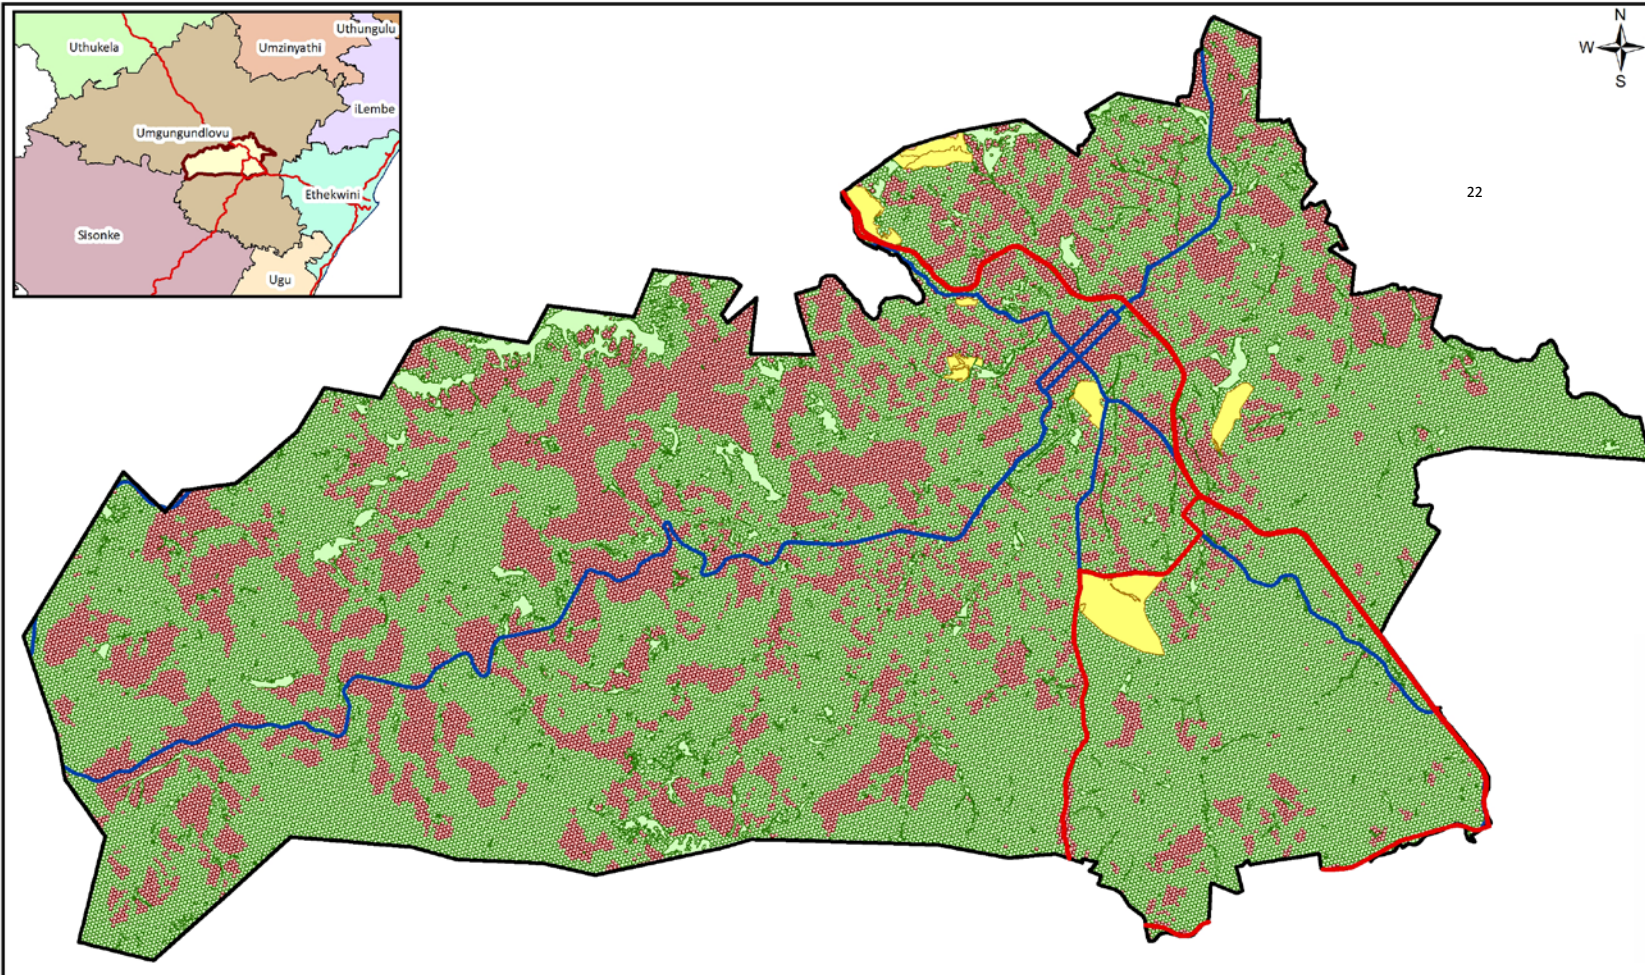 Uthungulu
Uthukela
Umzinyathi
iLembe
Umgungundlovu
Ethekwini
Sisonke
Ugu
N
W
S
22